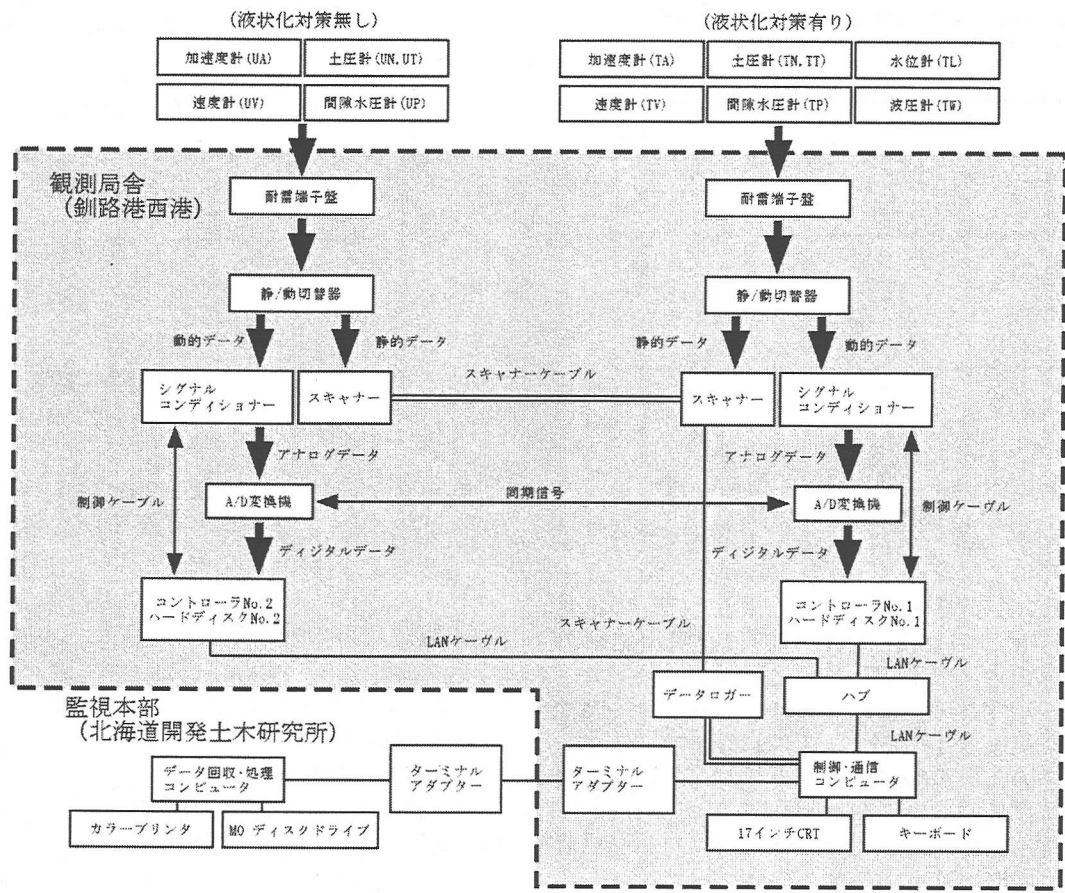 (液状化対策無し)
(液状化対策有り)
加速度計(UA)
土圧計(UN,UT)
速度計(UV)
間隙水圧計(UP)
加速度計(TA)
土圧計(TN,TT)
水位計(TL)
速度計(TV)
間隙水圧計(TP)
波圧計(TW)
観測局舎
(釧路港西港)
耐雷端子盤
耐雷端子盤
静/動切替器
静/動切替器
動的データ
静的データ
静的データ
動的データ
シグナル
コンディショナー
スキャナー
スキャナーケーブル
スキャナー
シグナル
コンディショナー
アナログデータ
アナログデータ
制御ケーブル
A/D変換機
同期信号
A/D変換機
制御ケーヴル
ディジタルデータ
ディジタルデータ
コントローラNo.2
ハードディスクNo.2
スキャナーケーブル
コントローラNo.1
ハードディスクNo.1
LANケーヴル
LANケーヴル
データロガー
ハブ
LANケーヴル
監視本部
(北海道開発土木研究所)
データ回収・処理
コンピュータ
ターミナル
アダプター
ターミナル
アダプター
制御・通信
コンピュータ
カラープリンタ
MO ディスクドライブ
17インチCRT
キーボード